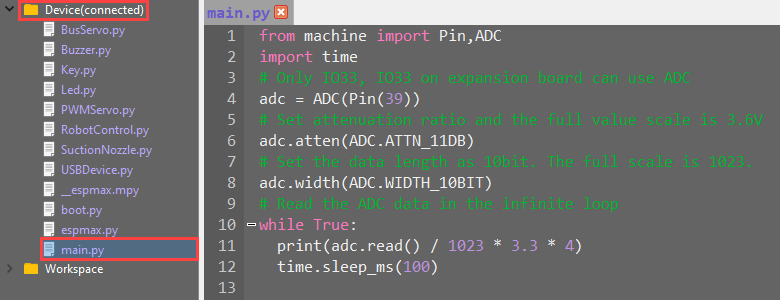 Device(connected)
BusServo.py
Buzzer.py
Key.py
Led.py
PWMServo.py
RobotControl.py
SuctionNozzle.py
USBDevice.py
__espmax.mpy
boot.py
espmax.py
main.py
Workspace
main.py
1 from machine import Pin,ADC
2 import time
3 # Only IO33, IO33 on expansion board can use ADC
4 adc = ADC(Pin(39))
5 # Set attenuation ratio and the full value scale is 3.6V
6 adc.atten(ADC.ATTN_11DB)
7 # Set the data length as 10bit. The full scale is 1023.
8 adc.width(ADC.WIDTH_10BIT)
9 # Read the ADC data in the infinite loop
10 while True:
11 print(adc.read() / 1023 * 3.3 * 4)
12 time.sleep_ms(100)
13